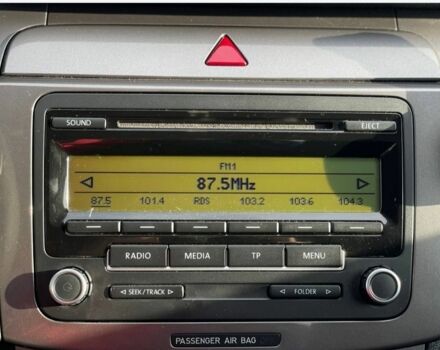 SOUND
EJECT
FM1
87.5MHz
87.5 101.4 RDS 103.2 103.6 104.3
RADIO MEDIA TP MENU
SEEK / TRACK FOLDER
PASSENGER AIR BAG